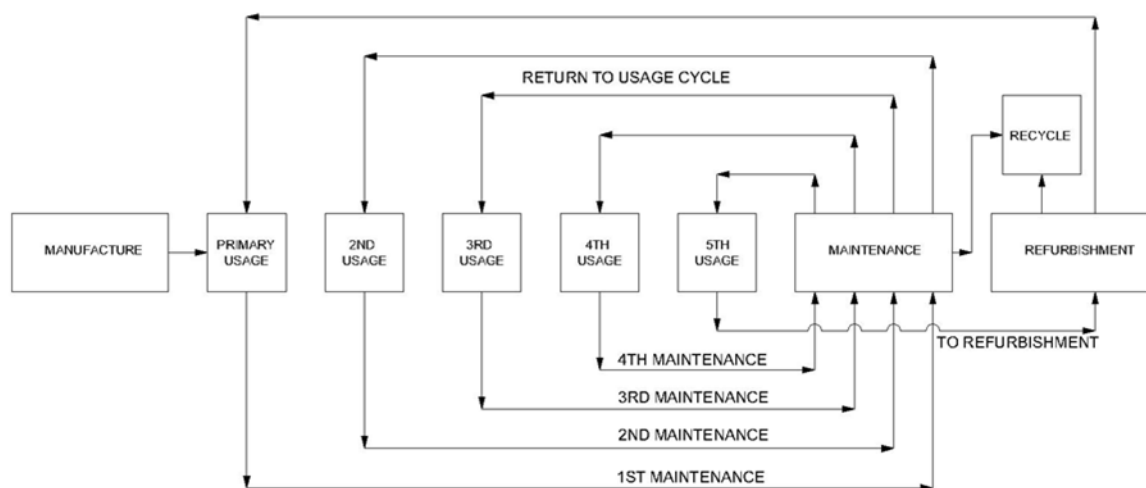 RETURN TO USAGE CYCLE
RECYCLE
MANUFACTURE
PRIMARY
USAGE
2ND
USAGE
3RD
USAGE
4TH
USAGE
5TH
USAGE
MAINTENANCE
REFURBISHMENT
TO REFURBISHMENT
4TH MAINTENANCE
3RD MAINTENANCE
2ND MAINTENANCE
1ST MAINTENANCE